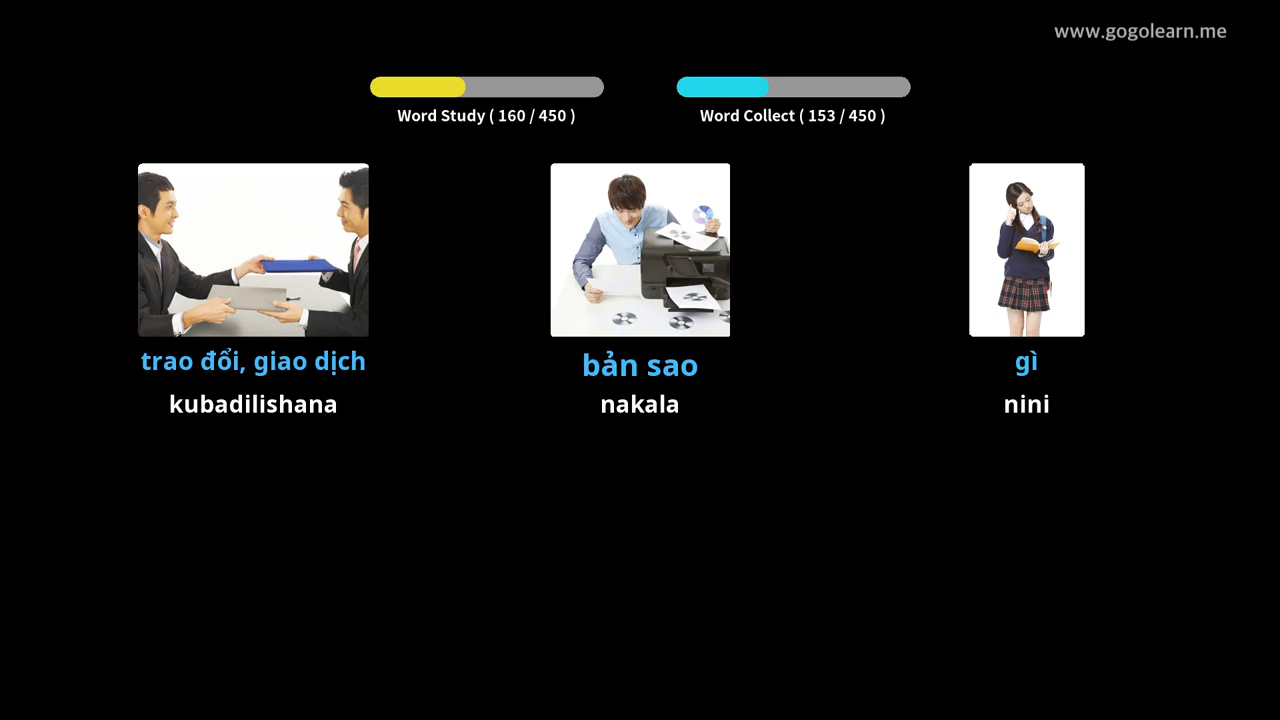 www.gogolearn.me
Word Study ( 160 / 450 )
Word Collect ( 153 / 450 )
trao đổi, giao dịch
bản sao
gì
kubadilishana
nakala
nini